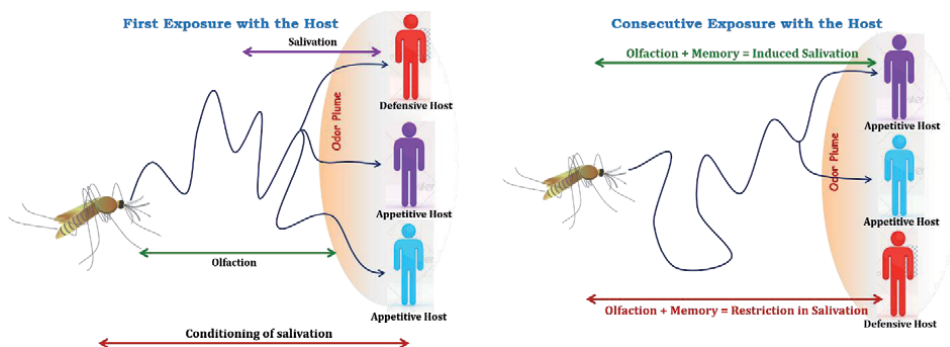 First Exposure with the Host
Salivation
Defensive Host
Odor Plume
Appetitive Host
Olfaction
Appetitive Host
Conditioning of salivation
Consecutive Exposure with the Host
Olfaction + Memory = Induced Salivation
Appetitive Host
Odor Plume
Appetitive Host
Olfaction + Memory = Restriction in Salivation
Defensive Host